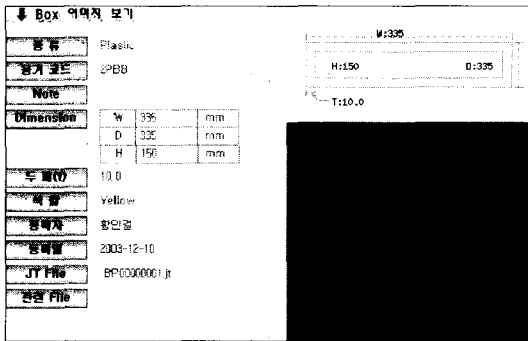 Box 이미지 보기
종 류 Plastic
용기 코드 2PBB
Note
Dimension W 335 mm
D 335 mm
H 150 mm
두 께(t) 10.0
색 깔 Yellow
등록자
등록일 2003-12-10
JT File BP00000001.jt
관련 File
W:335
H:150 D:335
T:10.0